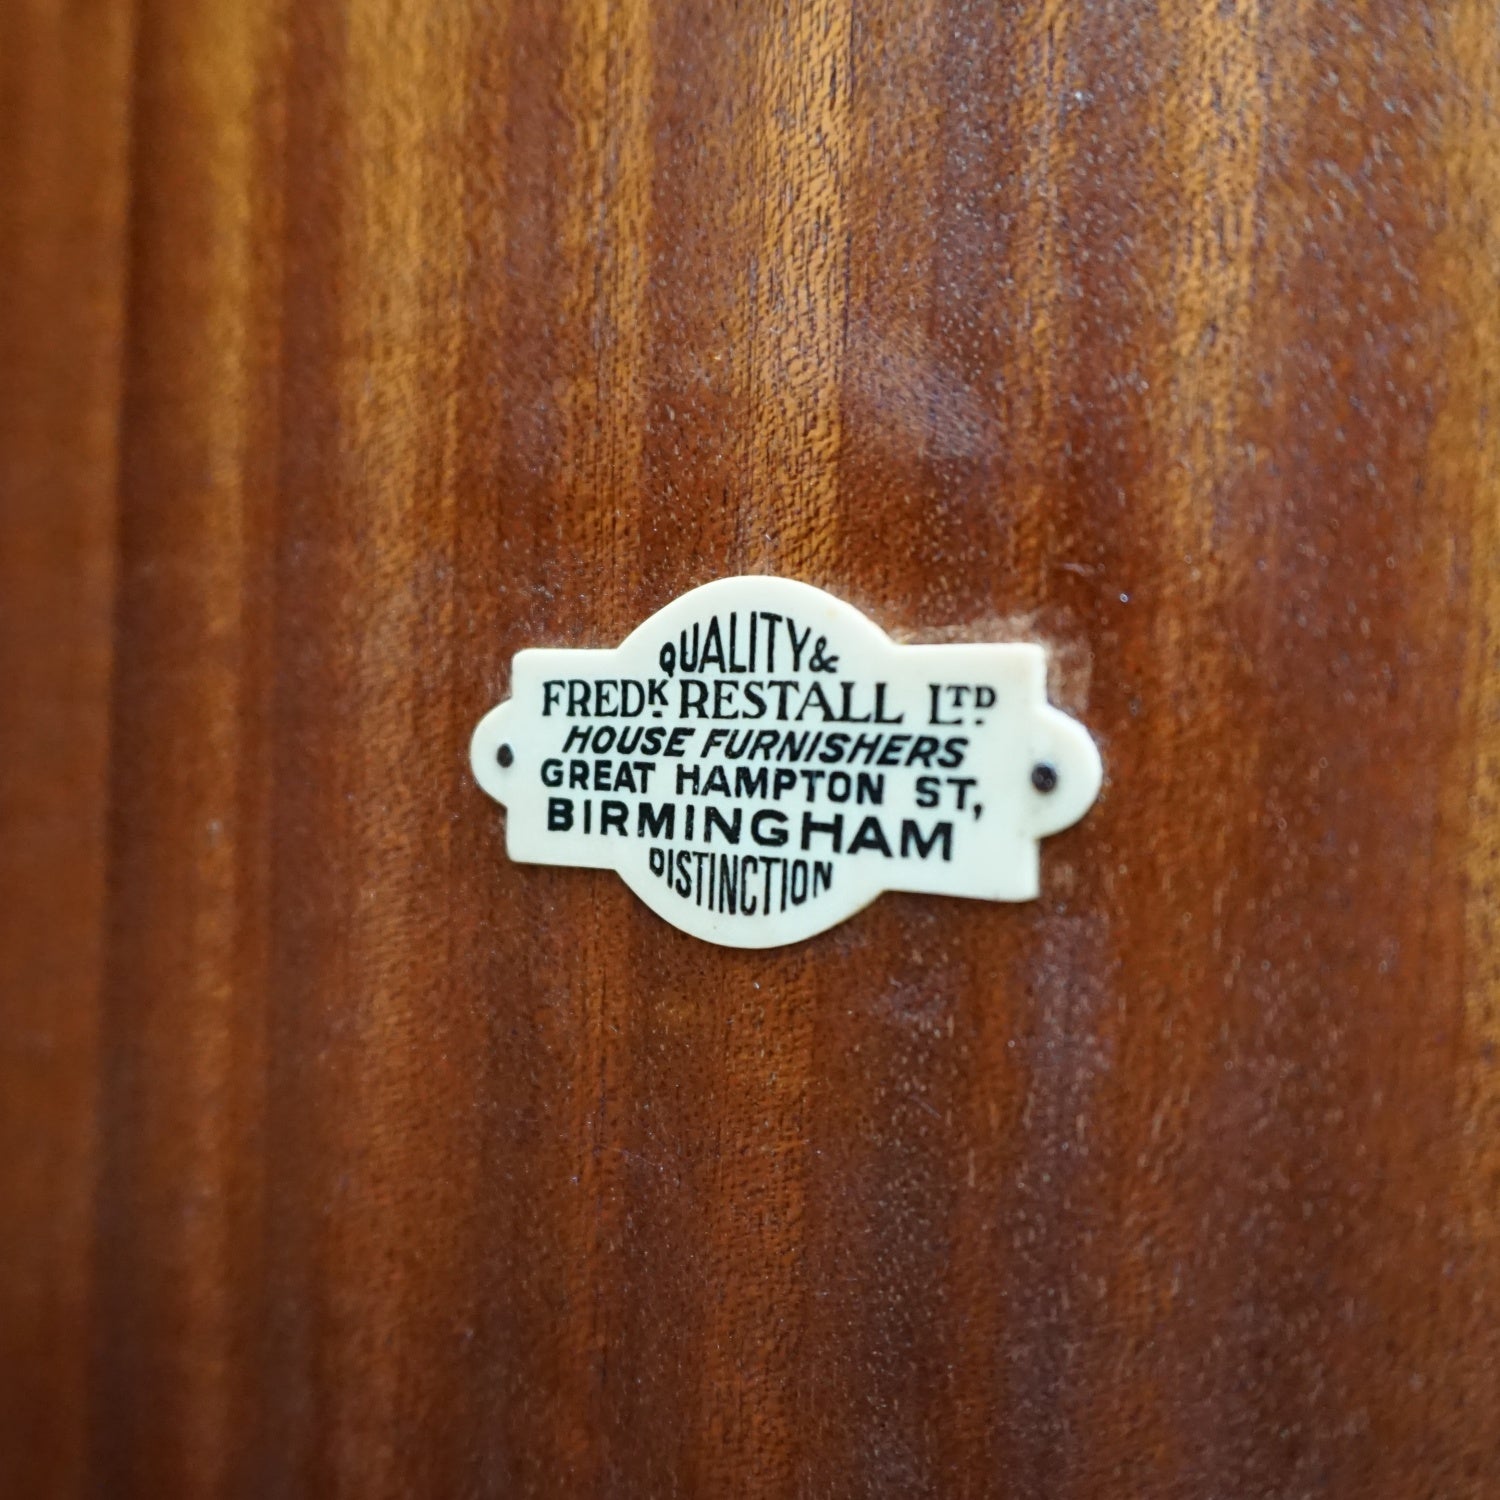 QUALITY &
FREDK. RESTALL LTD.
HOUSE FURNISHERS
GREAT HAMPTON ST,
BIRMINGHAM
DISTINCTION